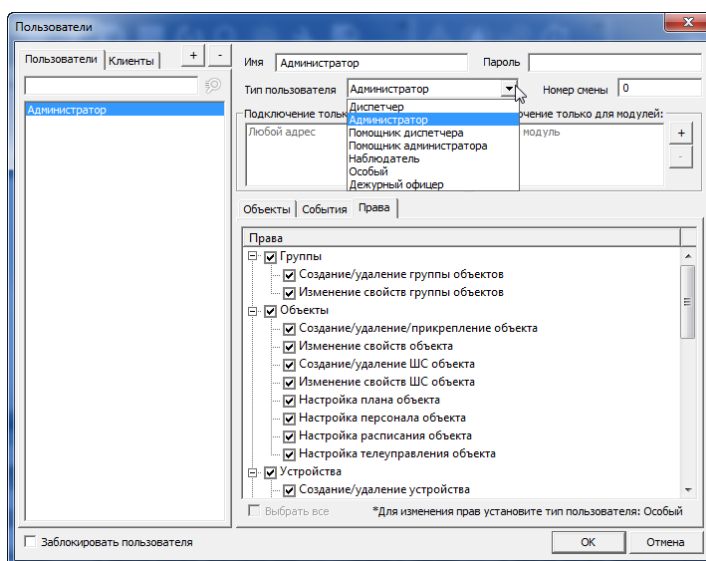 Пользователи
Пользователи Клиенты + -
Имя Администратор Пароль
Тип пользователя Администратор Номер смены 0
Администратор
Подключение только для модулей:
Любой адрес модуль +
-
Диспетчер
Администратор
Помощник диспетчера
Помощник администратора
Наблюдатель
Особый
Дежурный офицер
Объекты События Права
Права
Группы
Создание/удаление группы объектов
Изменение свойств группы объектов
Объекты
Создание/удаление/прикрепление объекта
Изменение свойств объекта
Создание/удаление ШС объекта
Изменение свойств ШС объекта
Настройка плана объекта
Настройка персонала объекта
Настройка расписания объекта
Настройка телеуправления объекта
Устройства
Создание/удаление устройства
Выбрать все *Для изменения прав установите тип пользователя: Особый
Заблокировать пользователя ОК Отмена